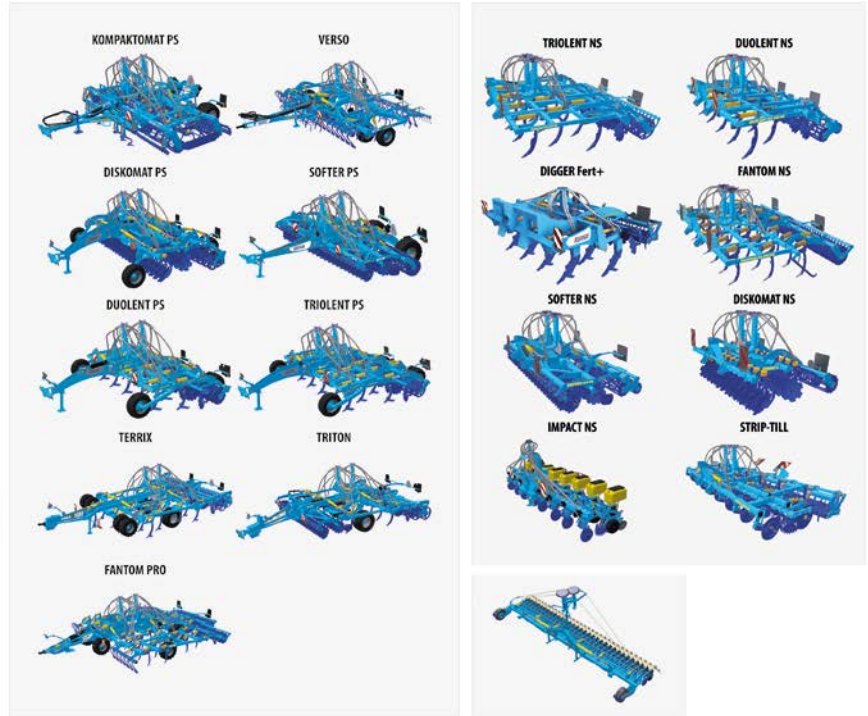 KOMPAKTOMAT PS
VERSO
DISKOMAT PS
SOFTER PS
DUOLENT PS
TRIOLENT PS
TERRIX
TRITON
FANTOM PRO
TRIOLENT NS
DUOLENT NS
DIGGER Fert+
FANTOM NS
SOFTER NS
DISKOMAT NS
IMPACT NS
STRIP-TILL